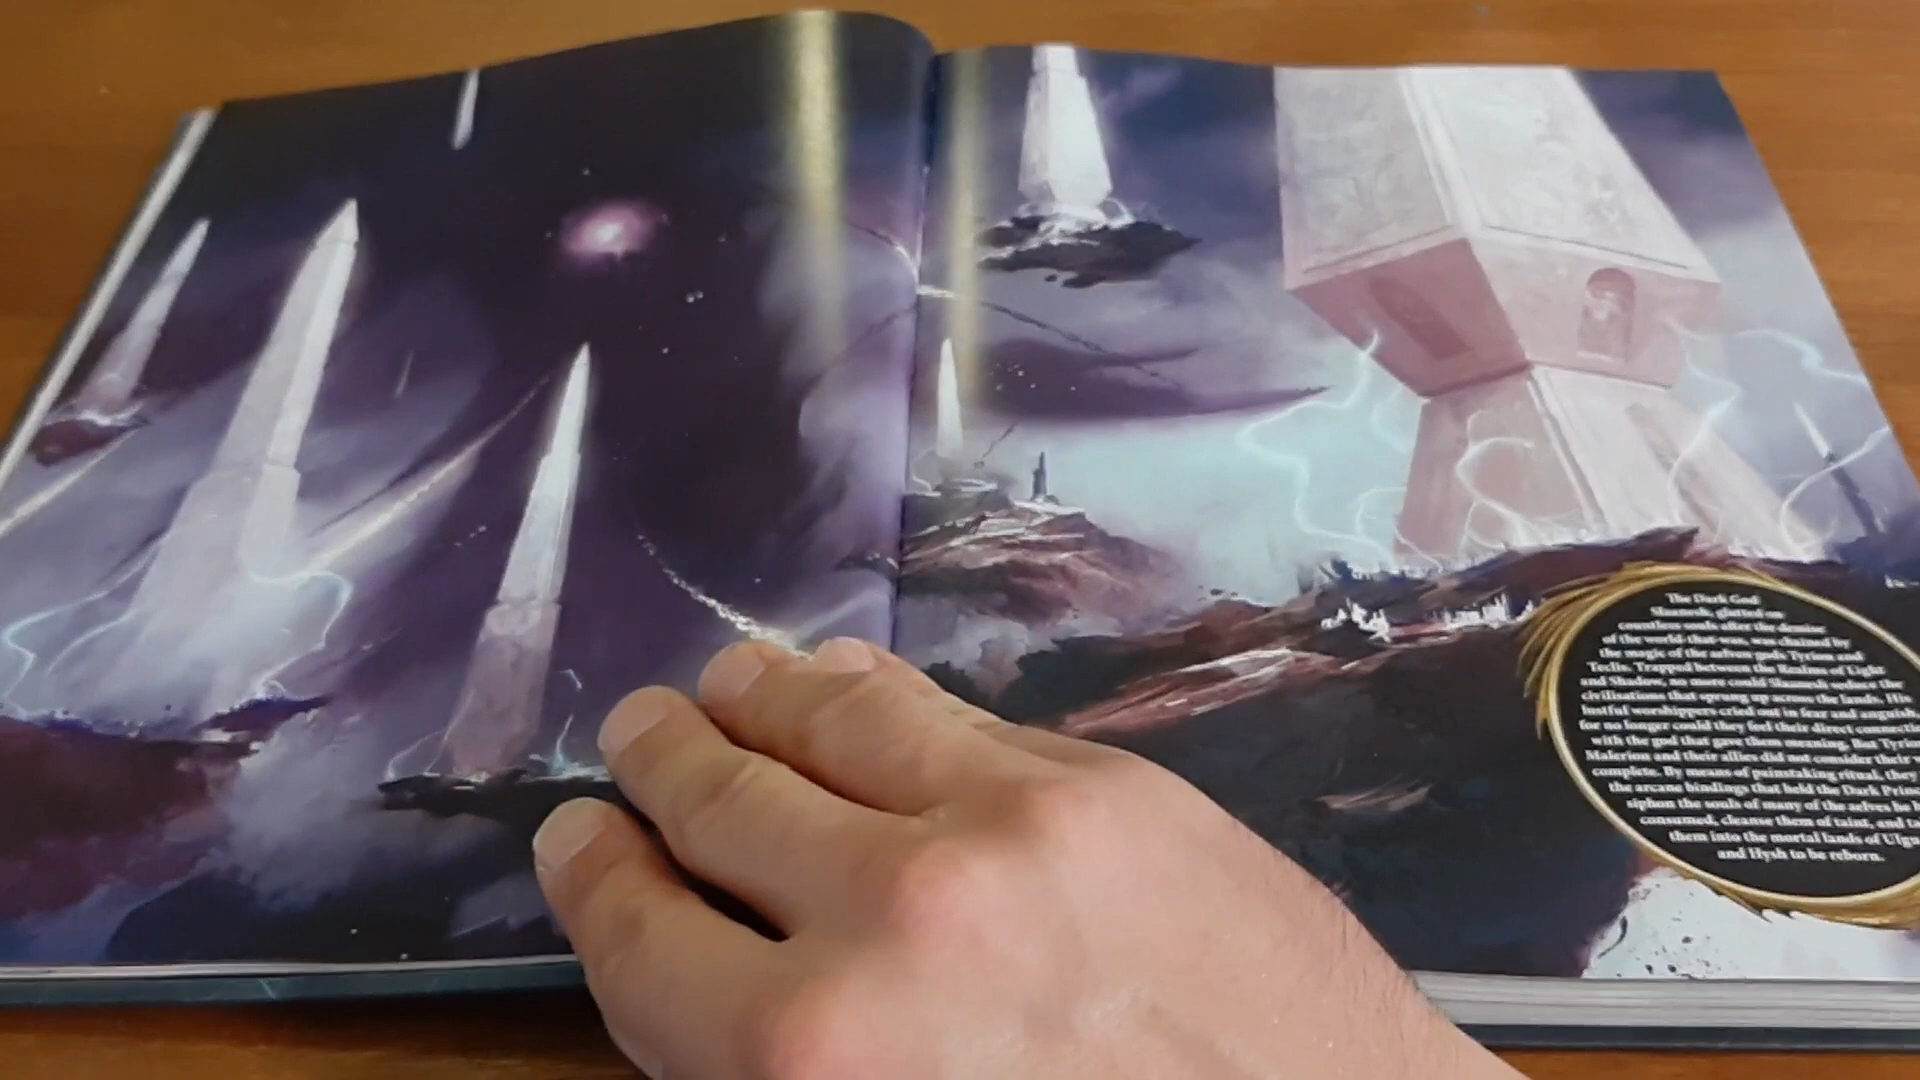 The Dark God
Slaanesh, glutted on
countless souls after the demise
of the world-that-was, was chained by
the magic of the aelven gods Tyrion and
Teclis. Trapped between the Realms of Light
and Shadow, no more could Slaanesh seduce the
civilisations that sprung up across the lands. His
lustful worshippers cried out in fear and anguish,
for no longer could they feel their direct connecti
with the god that gave them meaning. But Tyrio
Malerion and their allies did not consider their w
complete. By means of painstaking ritual, they
the arcane bindings that held the Dark Princ
siphon the souls of many of the aelves he h
consumed, cleanse them of taint, and ta
them into the mortal lands of Ulgu
and Hysh to be reborn.